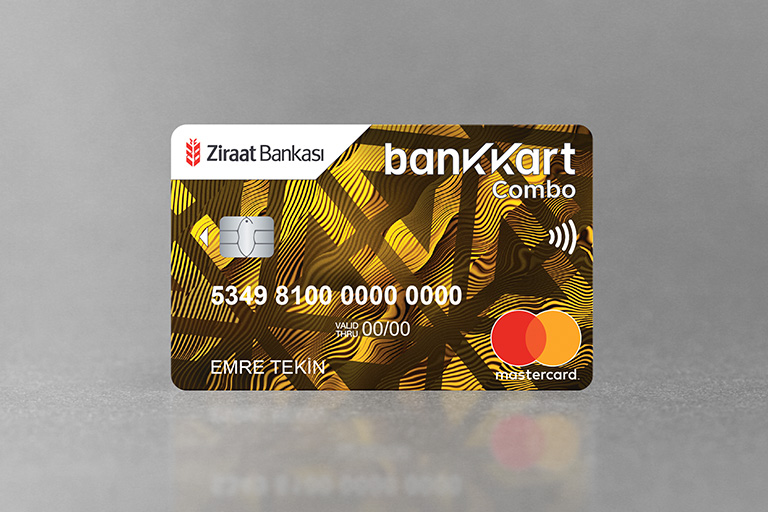 Ziraat Bankası
bankkart
Combo
5349 8100 0000 0000
VALID THRU 00/00
EMRE TEKİN
mastercard.